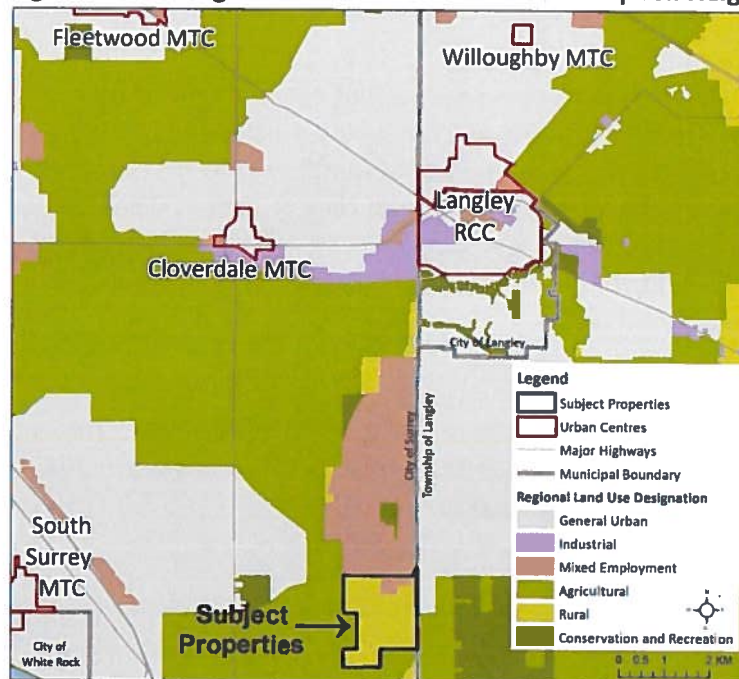 Fleetwood MTC
Willoughby MTC
Langley
RCC
Cloverdale MTC
City of Langley
City of Surrey
Township of Langley
South
Surrey
MTC
City of
White Rock
Subject
Properties
Legend
Subject Properties
Urban Centres
Major Highways
Municipal Boundary
Regional Land Use Designation
General Urban
Industrial
Mixed Employment
Agricultural
Rural
Conservation and Recreation
0 0.5 1 2 KM